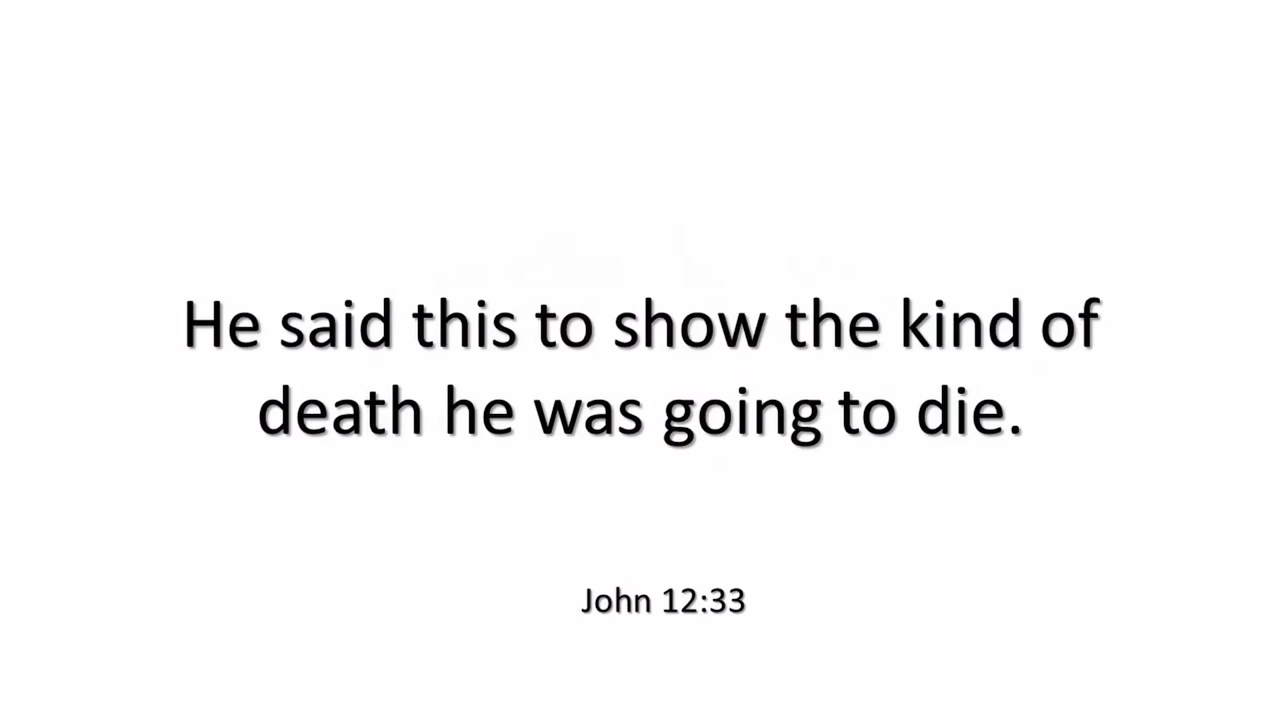 He said this to show the kind of
death he was going to die.
John 12:33